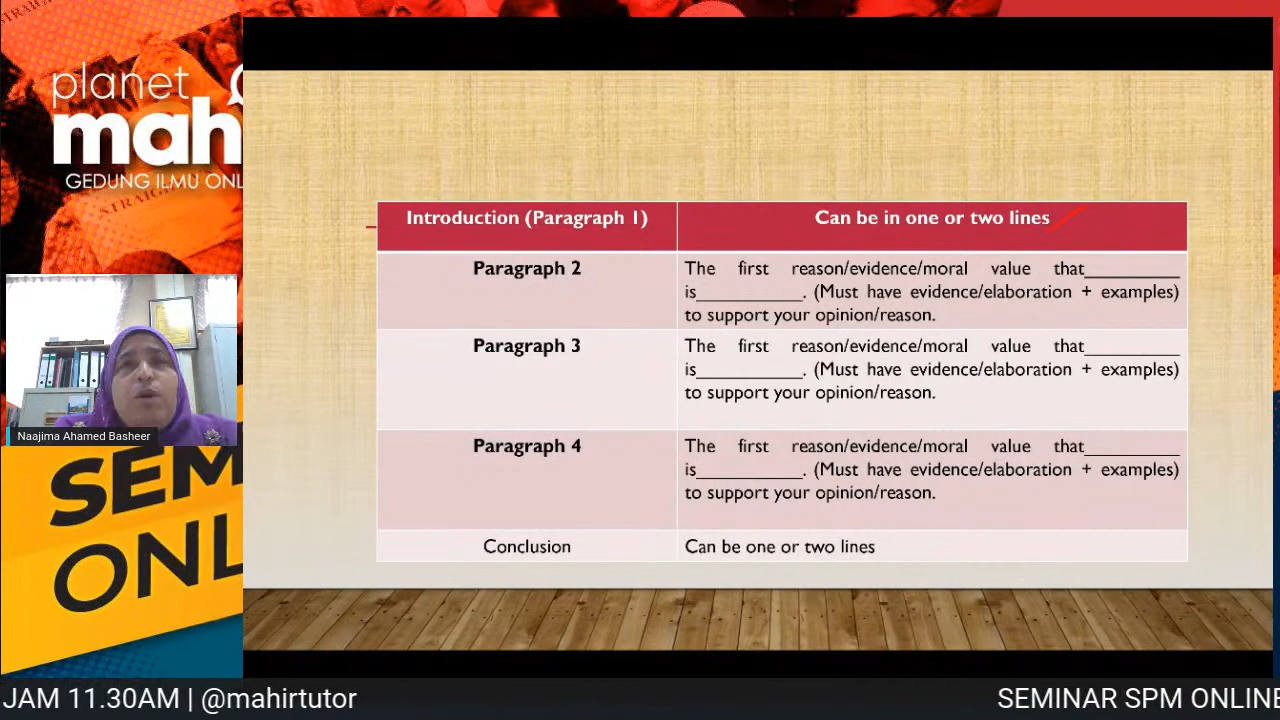 planet
mah
GEDUNG ILMU ONL
Introduction (Paragraph 1)
Can be in one or two lines
Paragraph 2
The first reason/evidence/moral value that__________
is___________. (Must have evidence/elaboration + examples)
to support your opinion/reason.
Paragraph 3
The first reason/evidence/moral value that__________
is___________. (Must have evidence/elaboration + examples)
to support your opinion/reason.
Paragraph 4
The first reason/evidence/moral value that__________
is___________. (Must have evidence/elaboration + examples)
to support your opinion/reason.
Conclusion
Can be one or two lines
Naajima Ahamed Basheer
SEM
ONL
JAM 11.30AM | @mahirtutor
SEMINAR SPM ONLINE